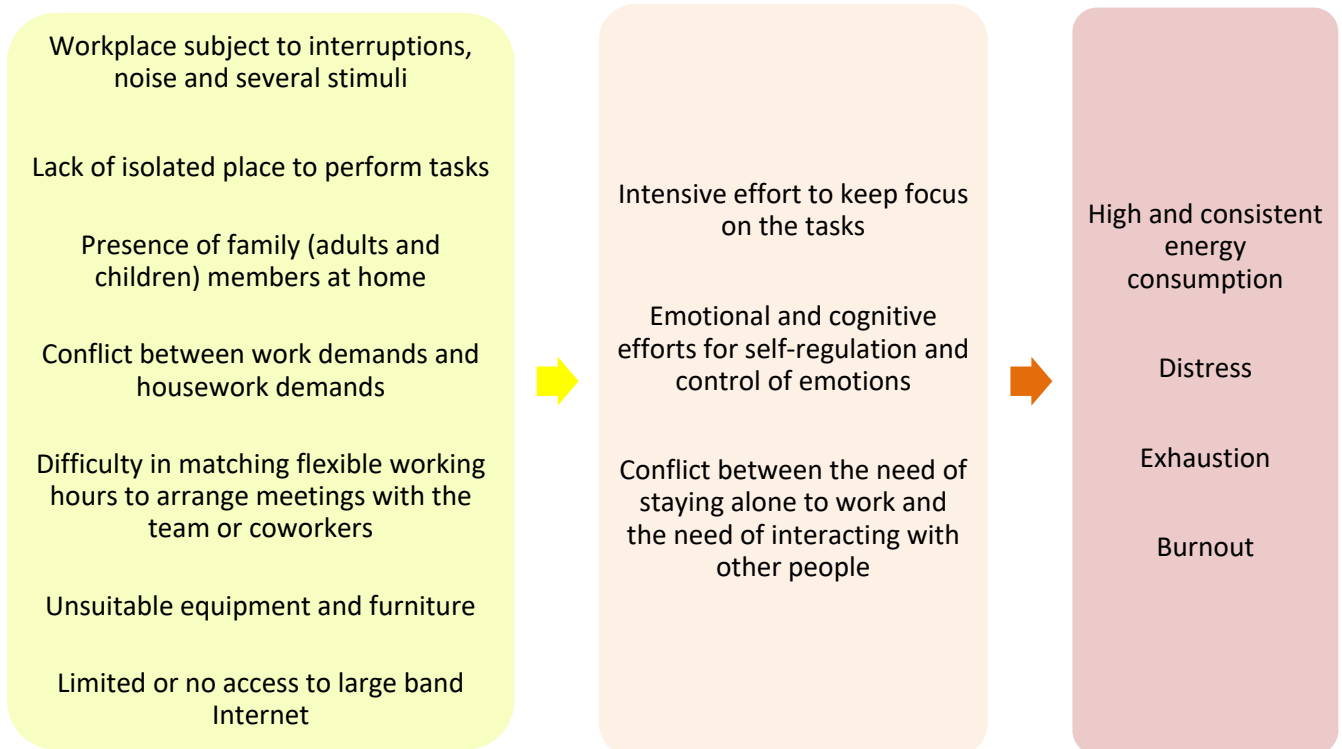 Workplace subject to interruptions,
noise and several stimuli
Lack of isolated place to perform tasks
Presence of family (adults and
children) members at home
Conflict between work demands and
housework demands
Difficulty in matching flexible working
hours to arrange meetings with the
team or coworkers
Unsuitable equipment and furniture
Limited or no access to large band
Internet
Intensive effort to keep focus
on the tasks
Emotional and cognitive
efforts for self-regulation and
control of emotions
Conflict between the need of
staying alone to work and
the need of interacting with
other people
High and consistent
energy
consumption
Distress
Exhaustion
Burnout